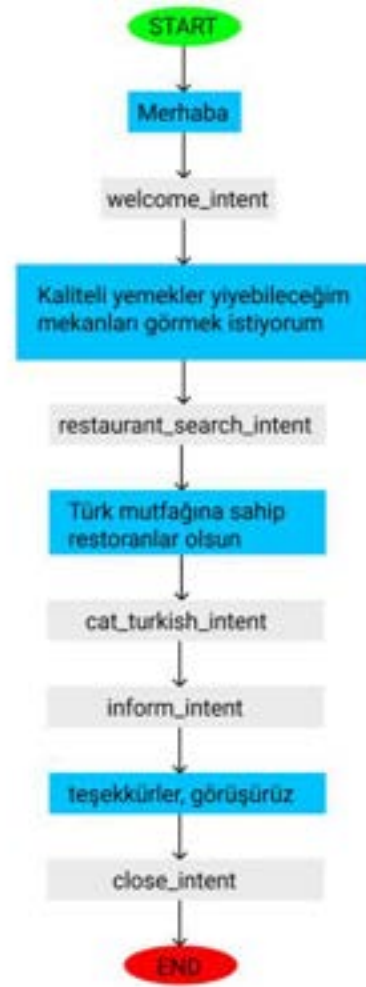 START
Merhaba
welcome_intent
Kaliteli yemekler yiyebileceğim
mekanları görmek istiyorum
restaurant_search_intent
Türk mutfağına sahip
restoranlar olsun
cat_turkish_intent
inform_intent
teşekkürler, görüşürüz
close_intent
END